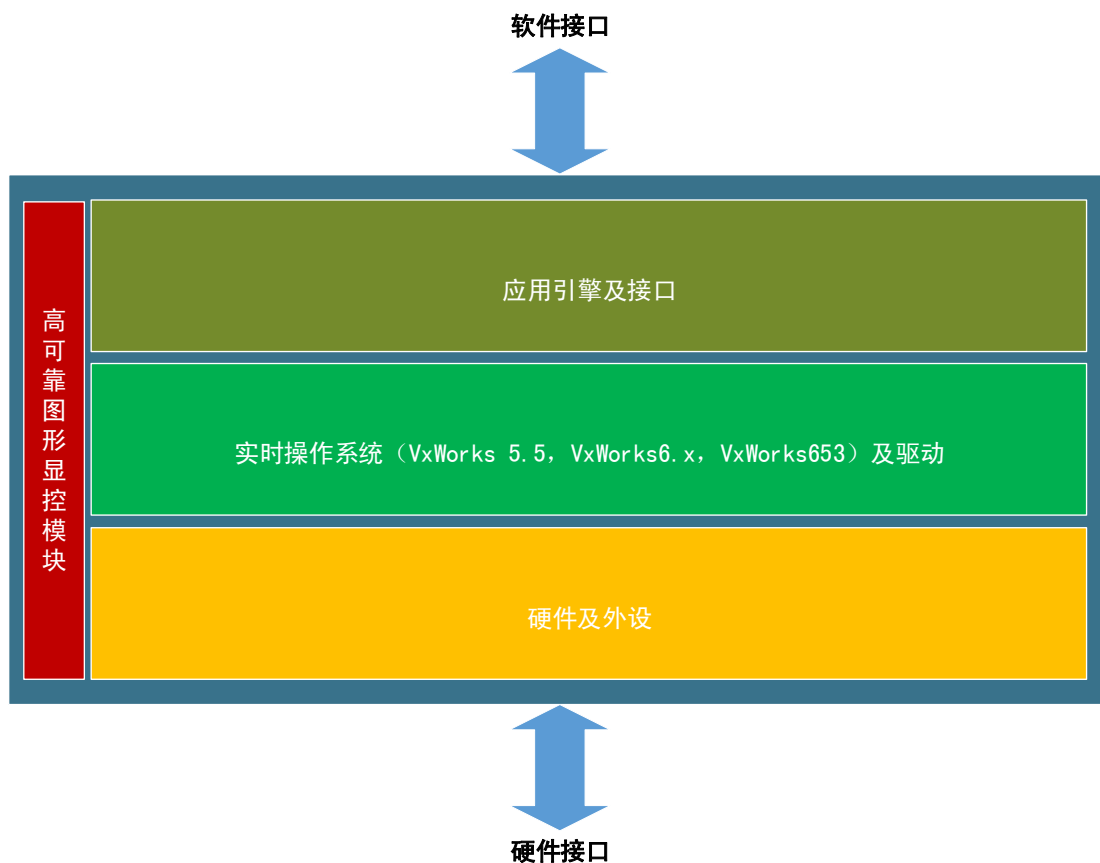 软件接口
高可靠图形显控模块
应用引擎及接口
实时操作系统（VxWorks 5.5，VxWorks6.x，VxWorks653）及驱动
硬件及外设
硬件接口